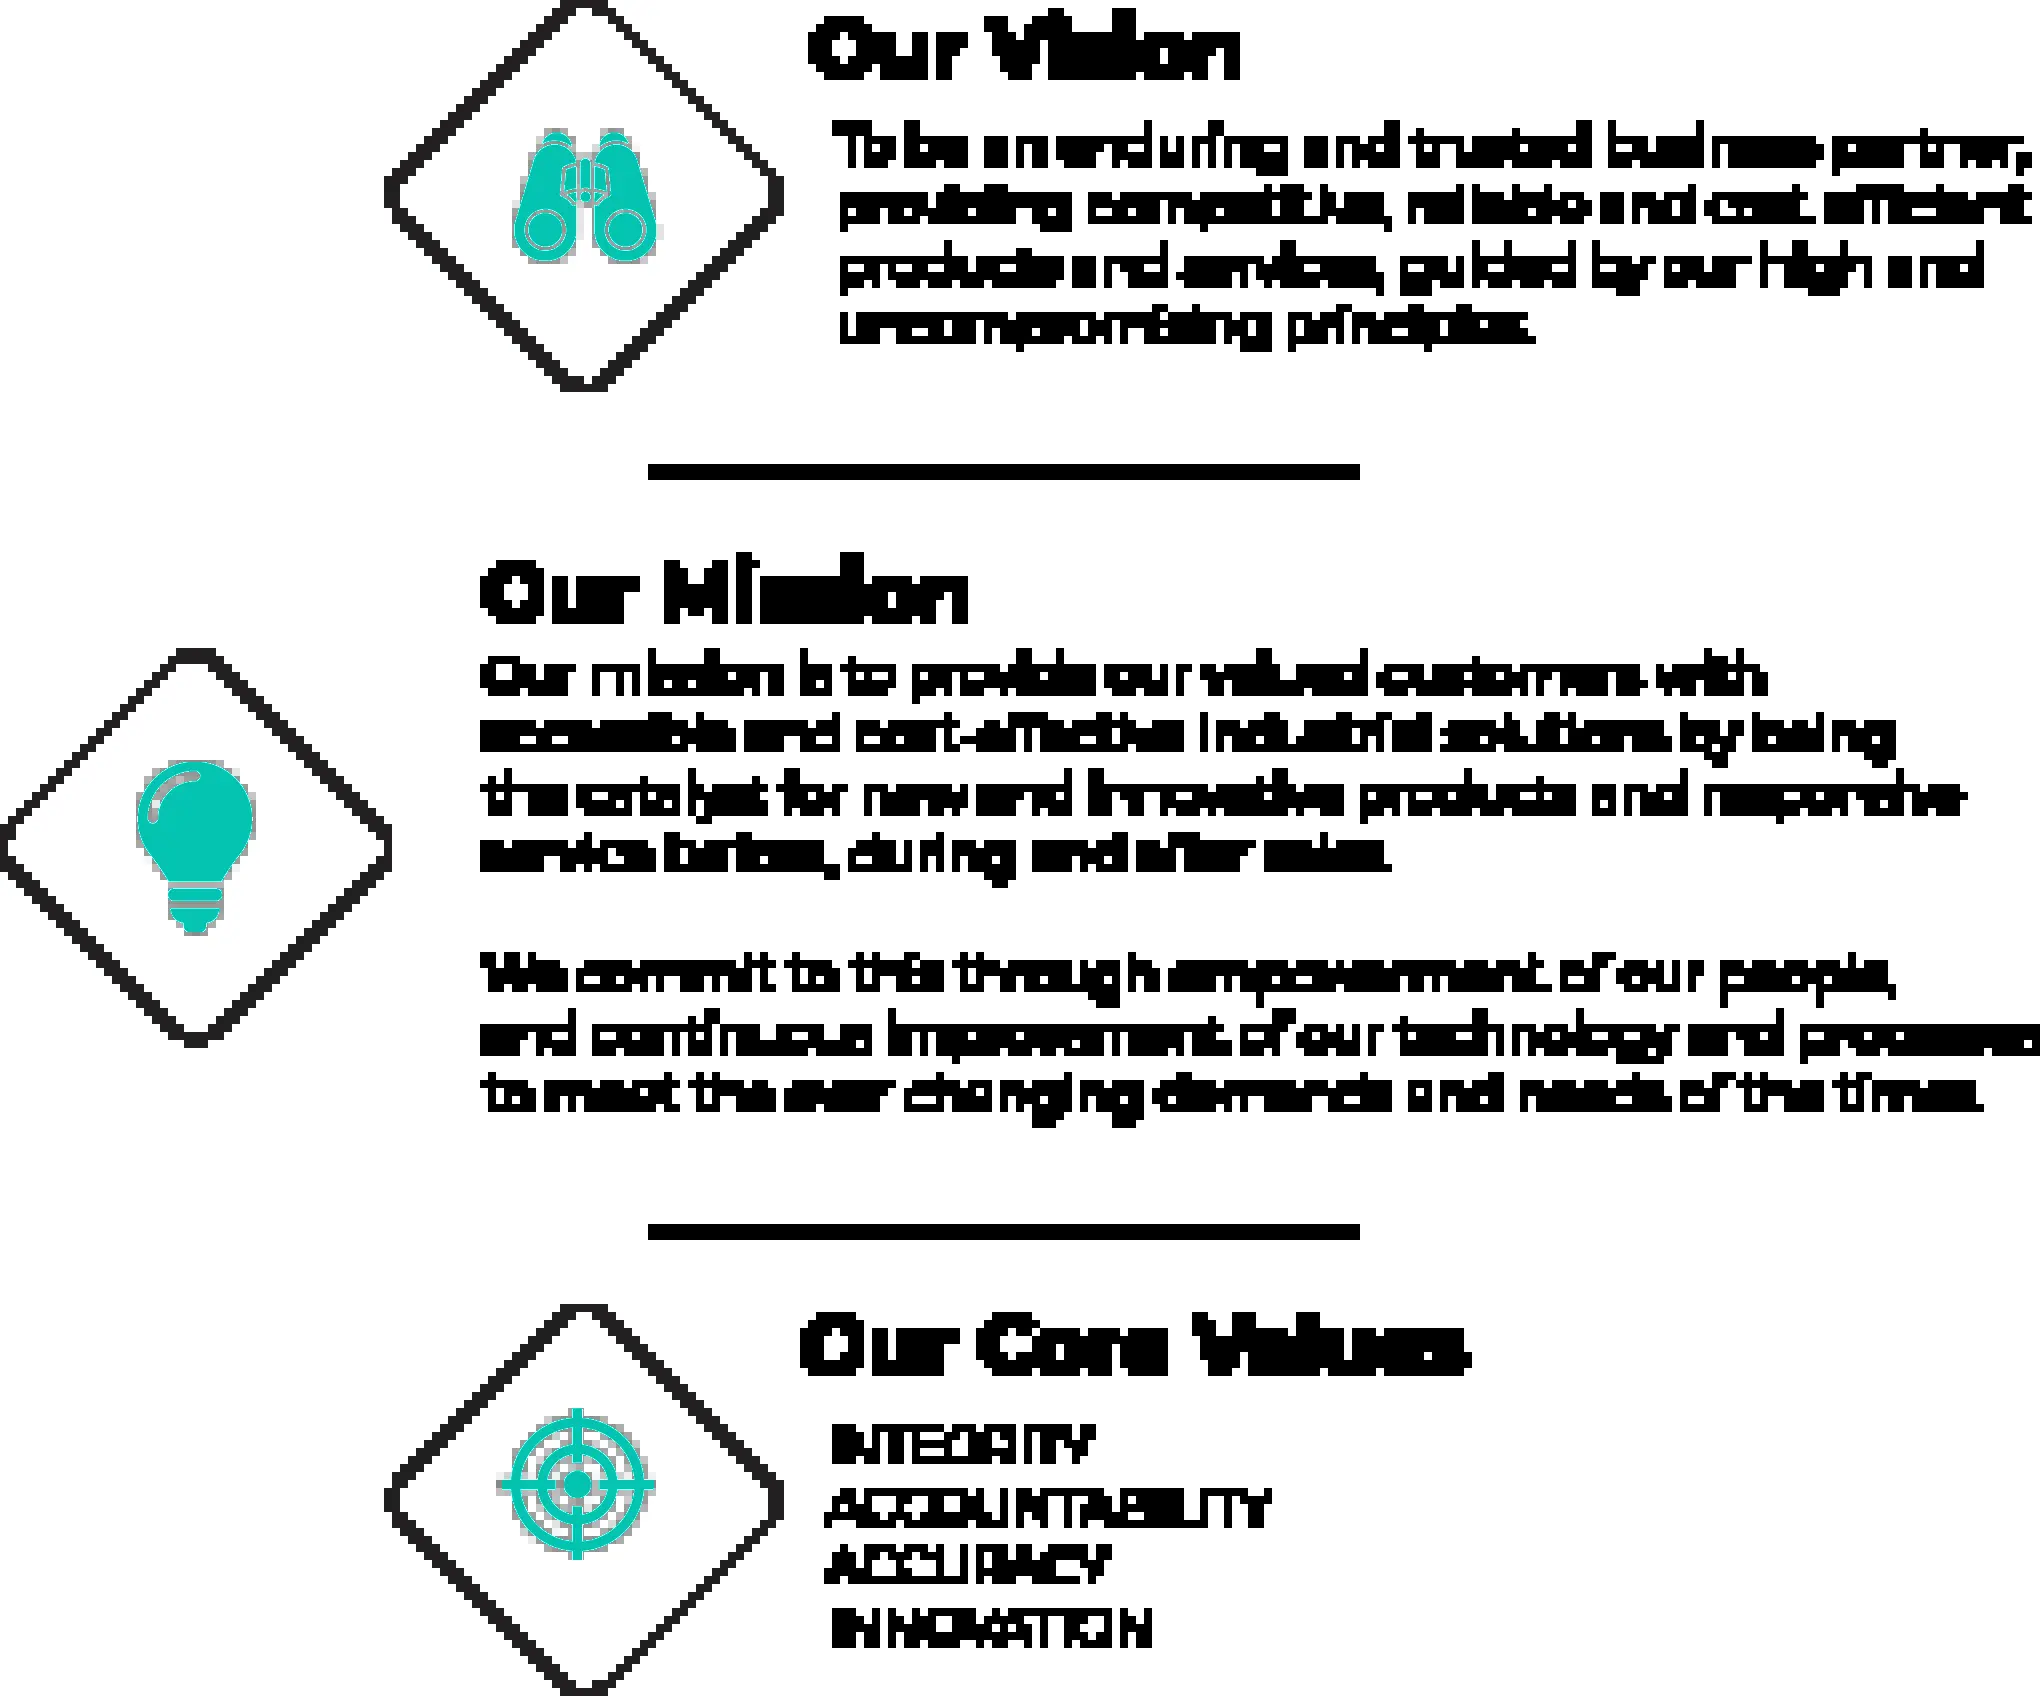 Our Vision
To be an enduring and trusted business partner,
providing competitive, reliable and cost efficient
products and services, guided by our high and
uncompromising principles.
Our Mission
Our mission is to provide our valued customers with
accessible and cost-effective industrial solutions by being
the catalyst for new and innovative products and responsive
service before, during and after sales.
We commit to this through empowerment of our people,
and continuous improvement of our technology and processes
to meet the ever changing demands and needs of the times.
Our Core Values
INTEGRITY
ACCOUNTABILITY
ACCURACY
INNOVATION